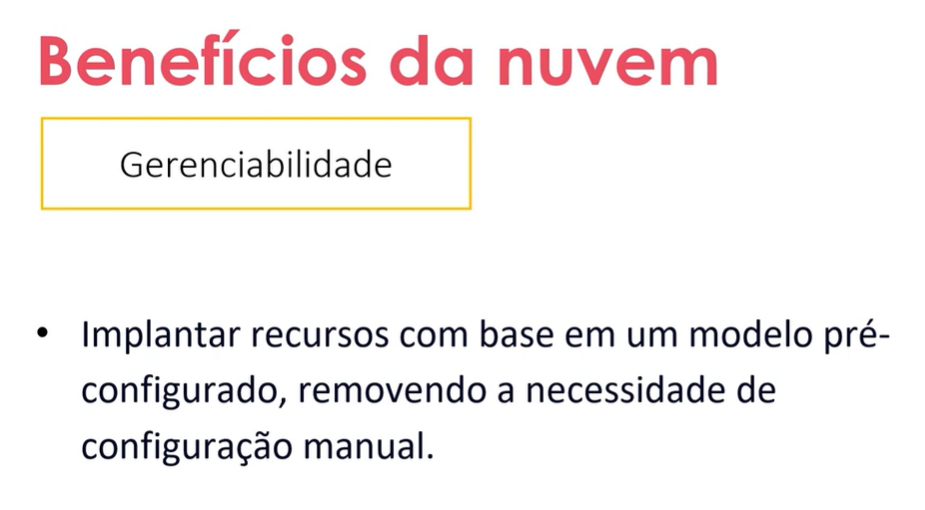 Benefícios da nuvem
Gerenciabilidade
• Implantar recursos com base em um modelo pré-
configurado, removendo a necessidade de
configuração manual.